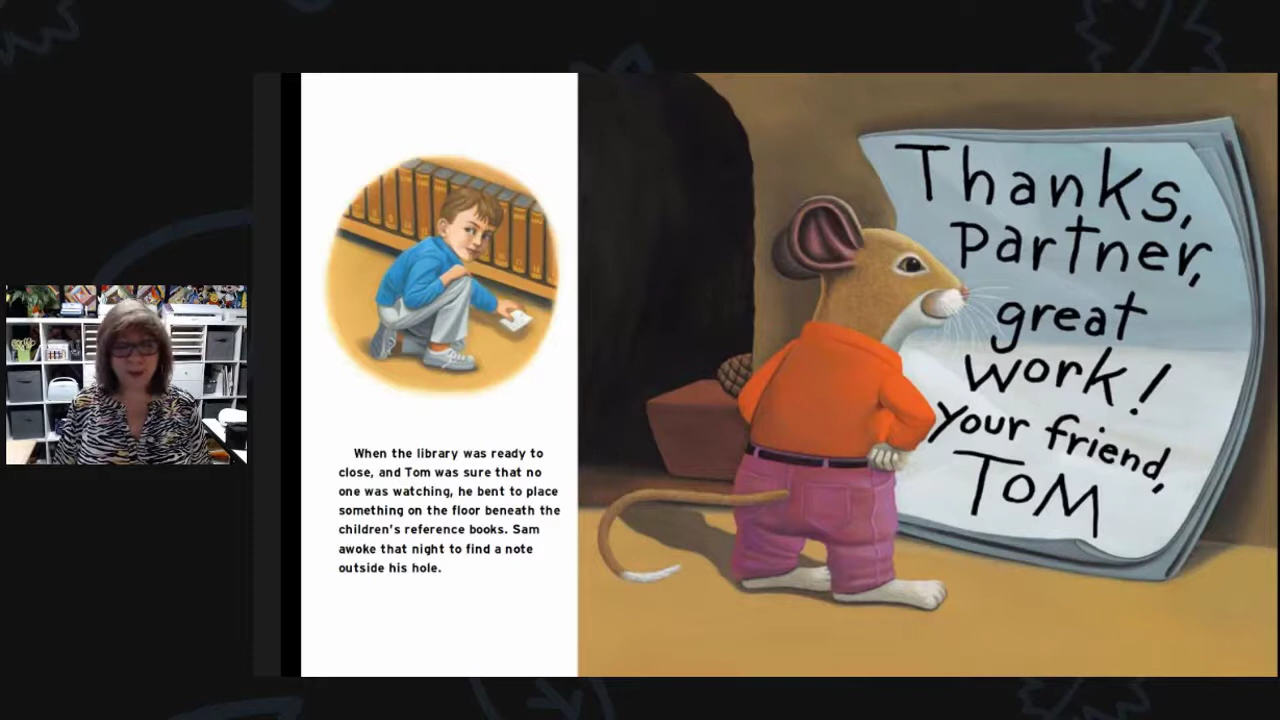 When the library was ready to
close, and Tom was sure that no
one was watching, he bent to place
something on the floor beneath the
children's reference books. Sam
awoke that night to find a note
outside his hole.
Thanks,
partner,
great
work!
Your friend,
TOM